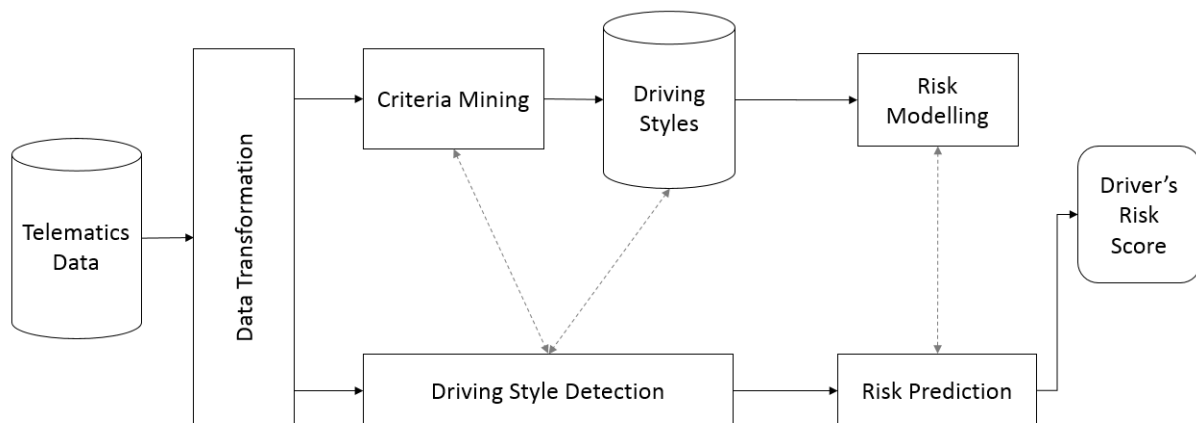 Telematics
Data
Data Transformation
Criteria Mining
Driving
Styles
Risk
Modelling
Driving Style Detection
Risk Prediction
Driver’s
Risk
Score